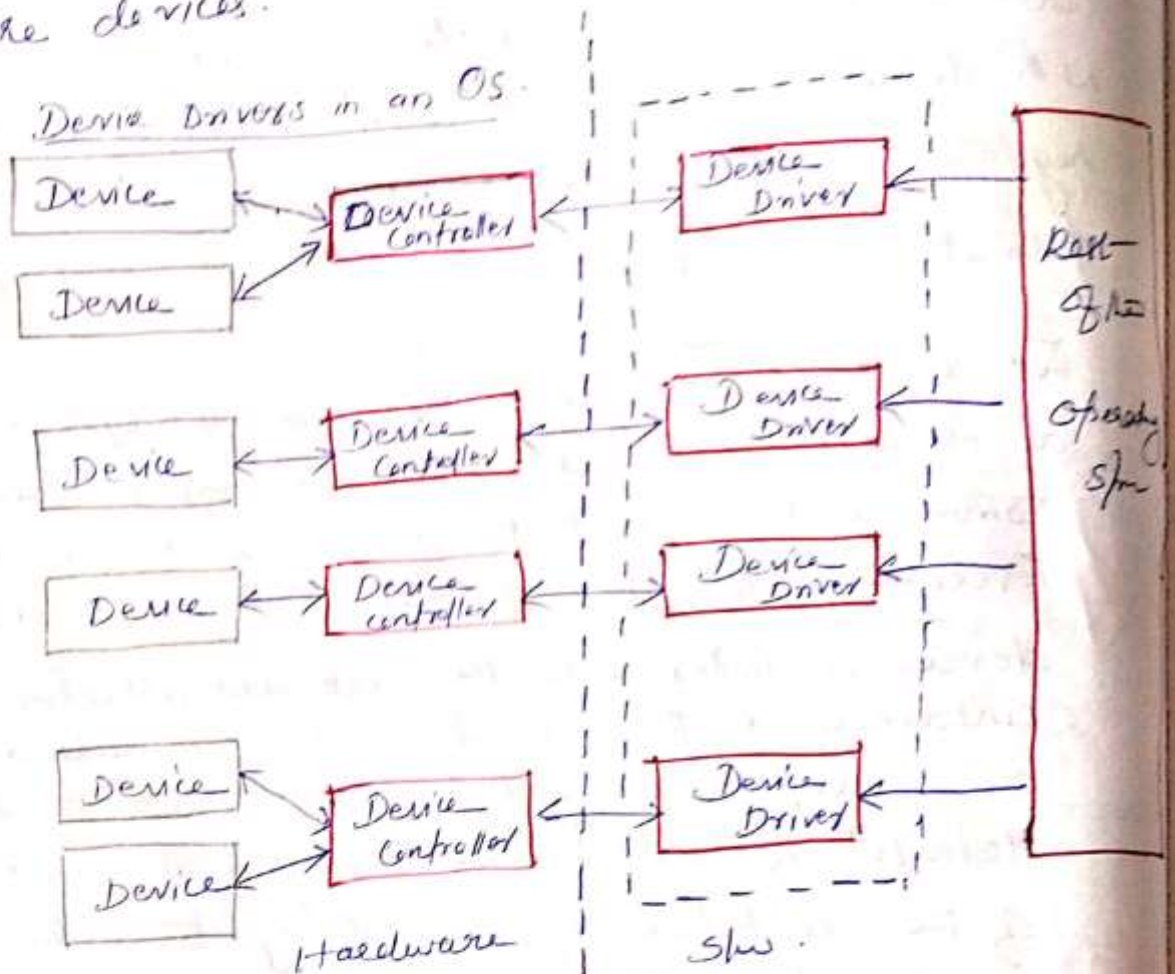 re devices.
Device Drivers in an OS.
Device
Device
Device
Controller
Device
Driver
Device
Device
Controller
Device
Driver
Device
Device
Controller
Device
Driver
Device
Device
Device
Controller
Device
Driver
Rest
Of the
Operating
S/m
Hardware
S/w.